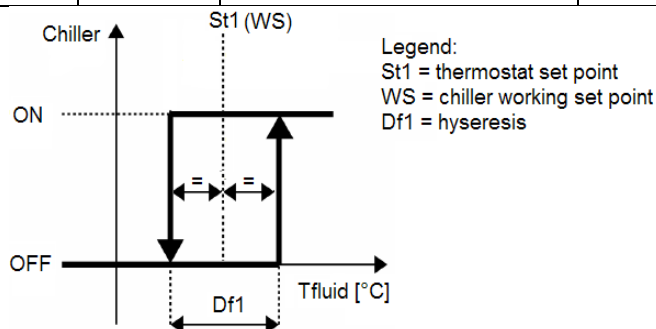 St1 (WS)
Chiller
Legend:
St1 = thermostat set point
WS = chiller working set point
Df1 = hyseresis
ON
= =
OFF
Tfluid [°C]
Df1